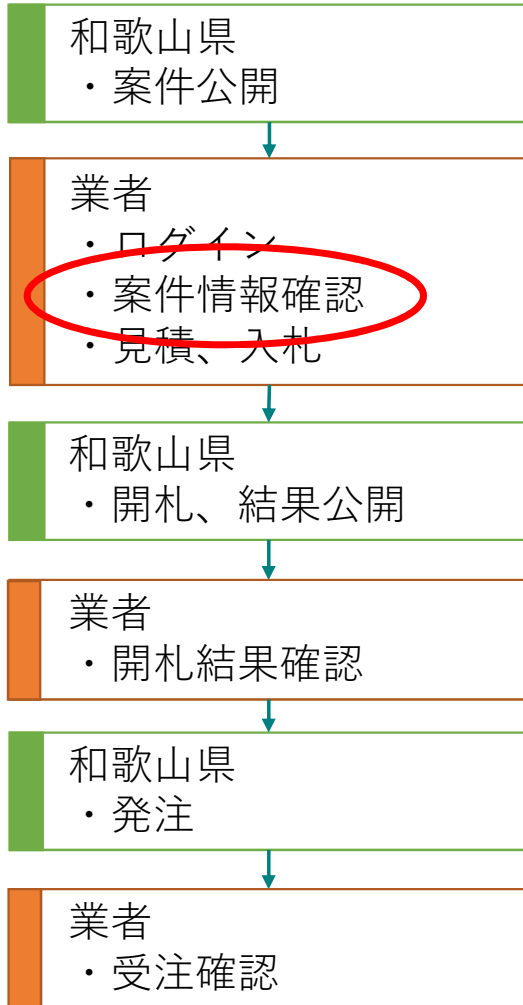 和歌山県
・案件公開
業者
・ログイン
・案件情報確認
・見積、入札
和歌山県
・開札、結果公開
業者
・開札結果確認
和歌山県
・発注
業者
・受注確認